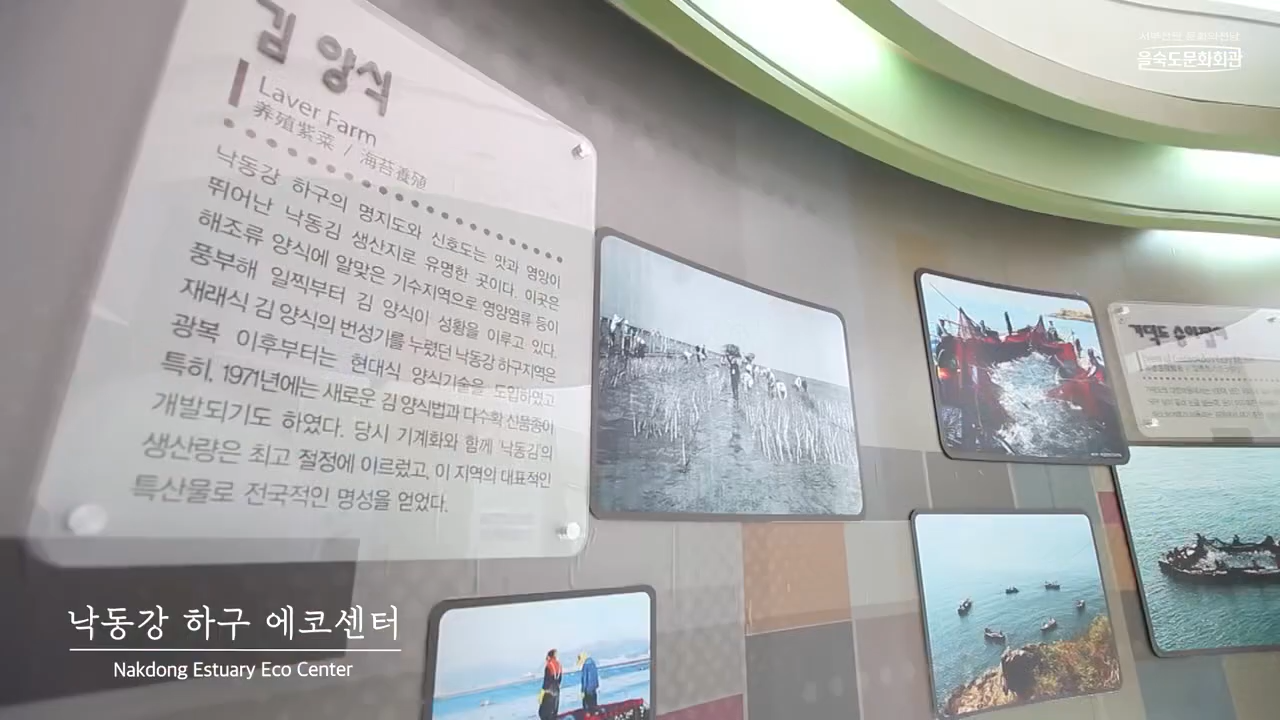 김 양식
Laver Farm
养殖紫菜 / 海苔養殖
낙동강 하구의 명지도와 신호도는 맛과 영양이
뛰어난 낙동김 생산지로 유명한 곳이다. 이곳은
해조류 양식에 알맞은 기수지역으로 영양염류 등이
풍부해 일찍부터 김 양식이 성황을 이루고 있다.
재래식 김 양식의 번성기를 누렸던 낙동강 하구지역은
광복 이후부터는 현대식 양식기술을 도입하였고
특히, 1971년에는 새로운 김 양식법과 다수확 신품종이
개발되기도 하였다. 당시 기계화와 함께 '낙동김'의
생산량은 최고 절정에 이르렀고, 이 지역의 대표적인
특산물로 전국적인 명성을 얻었다.
가덕도 숭어잡이
을숙도문화회관
낙동강 하구 에코센터
Nakdong Estuary Eco Center